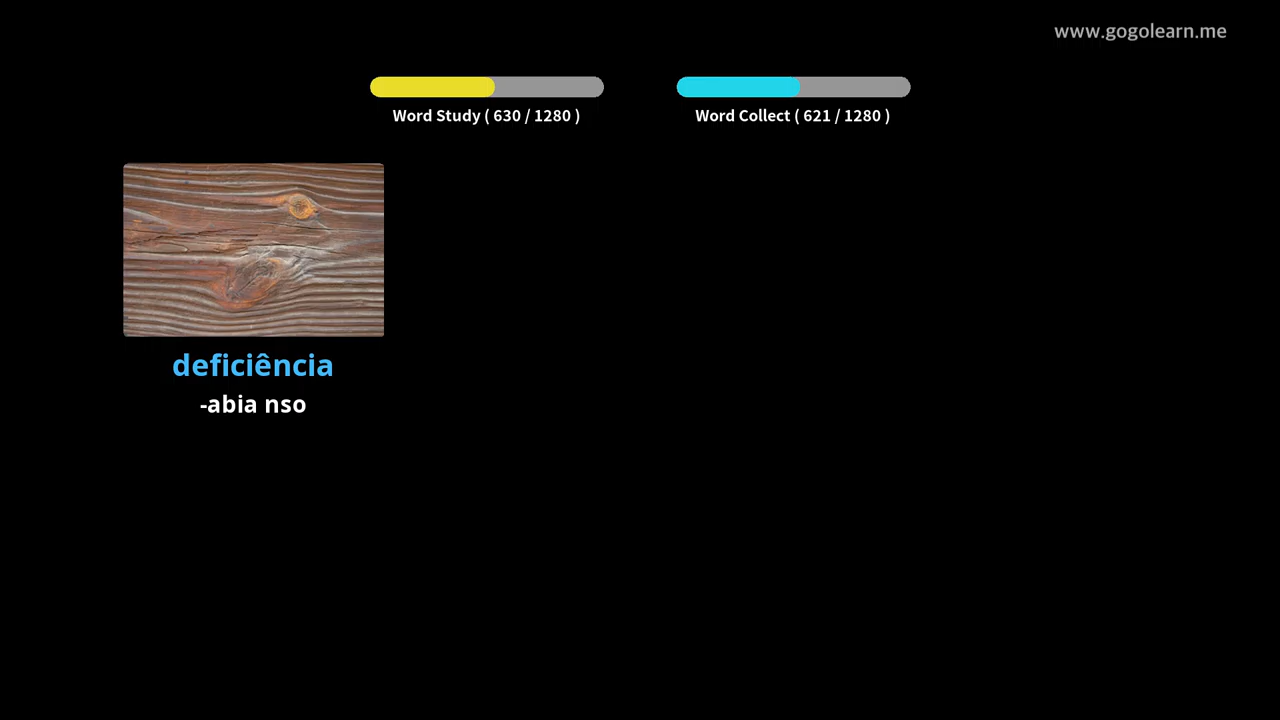 www.gogolearn.me
Word Study ( 630 / 1280 )
Word Collect ( 621 / 1280 )
deficiência
-abia nso